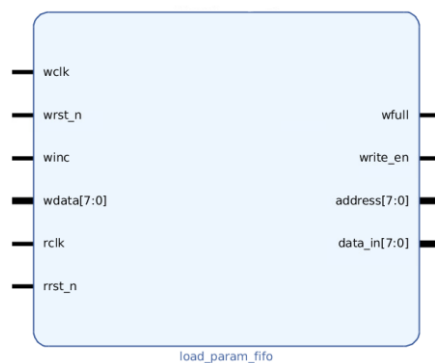 wclk
wrst_n
winc
wdata[7:0]
rclk
rrst_n
wfull
write_en
address[7:0]
data_in[7:0]
load_param_fifo